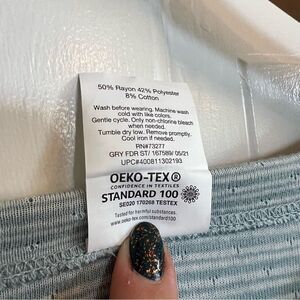 50% Rayon 42% Polyester
8% Cotton
Wash before wearing. Machine wash
cold with like colors.
Gentle cycle. Only non-chlorine bleach
when needed.
Tumble dry low. Remove promptly.
Cool iron if needed.
RN#73277
GRY FDR ST/ 167589/ 05/21
UPC#400811302193
OEKO-TEX®
CONFIDENCE IN TEXTILES
STANDARD 100
SE020 170268 TESTEX
Tested for harmful substances.
www.oeko-tex.com/standard100